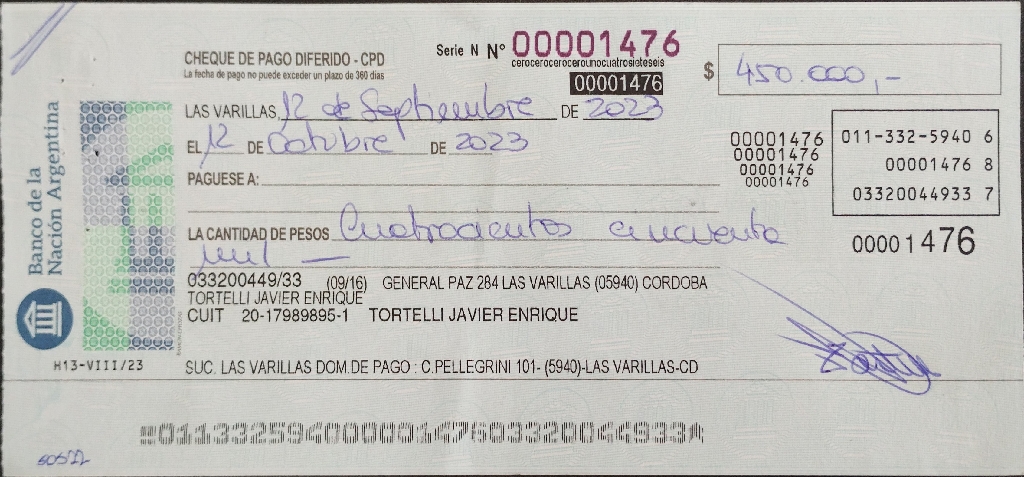 Serie N Nº 00001476
cerocerocerocerounocuatrosieteseis
00001476
CHEQUE DE PAGO DIFERIDO - CPD
La fecha de pago no puede exceder un plazo de 360 días
$ 450.000,-
LAS VARILLAS, 12 de Septiembre DE 2023
EL 12 DE Octubre DE 2023
PAGUESE A:
LA CANTIDAD DE PESOS Cuatrocientos cincuenta
mil —
00001476
00001476
00001476
00001476
011-332-5940 6
00001476 8
03320044933 7
00001476
033200449/33 (09/16) GENERAL PAZ 284 LAS VARILLAS (05940) CORDOBA
TORTELLI JAVIER ENRIQUE
CUIT 20-17989895-1 TORTELLI JAVIER ENRIQUE
SUC. LAS VARILLAS DOM.DE PAGO : C.PELLEGRINI 101- (5940)-LAS VARILLAS-CD
Banco de la
Nación Argentina
H13-VIII/23
01133259400000147603320044933